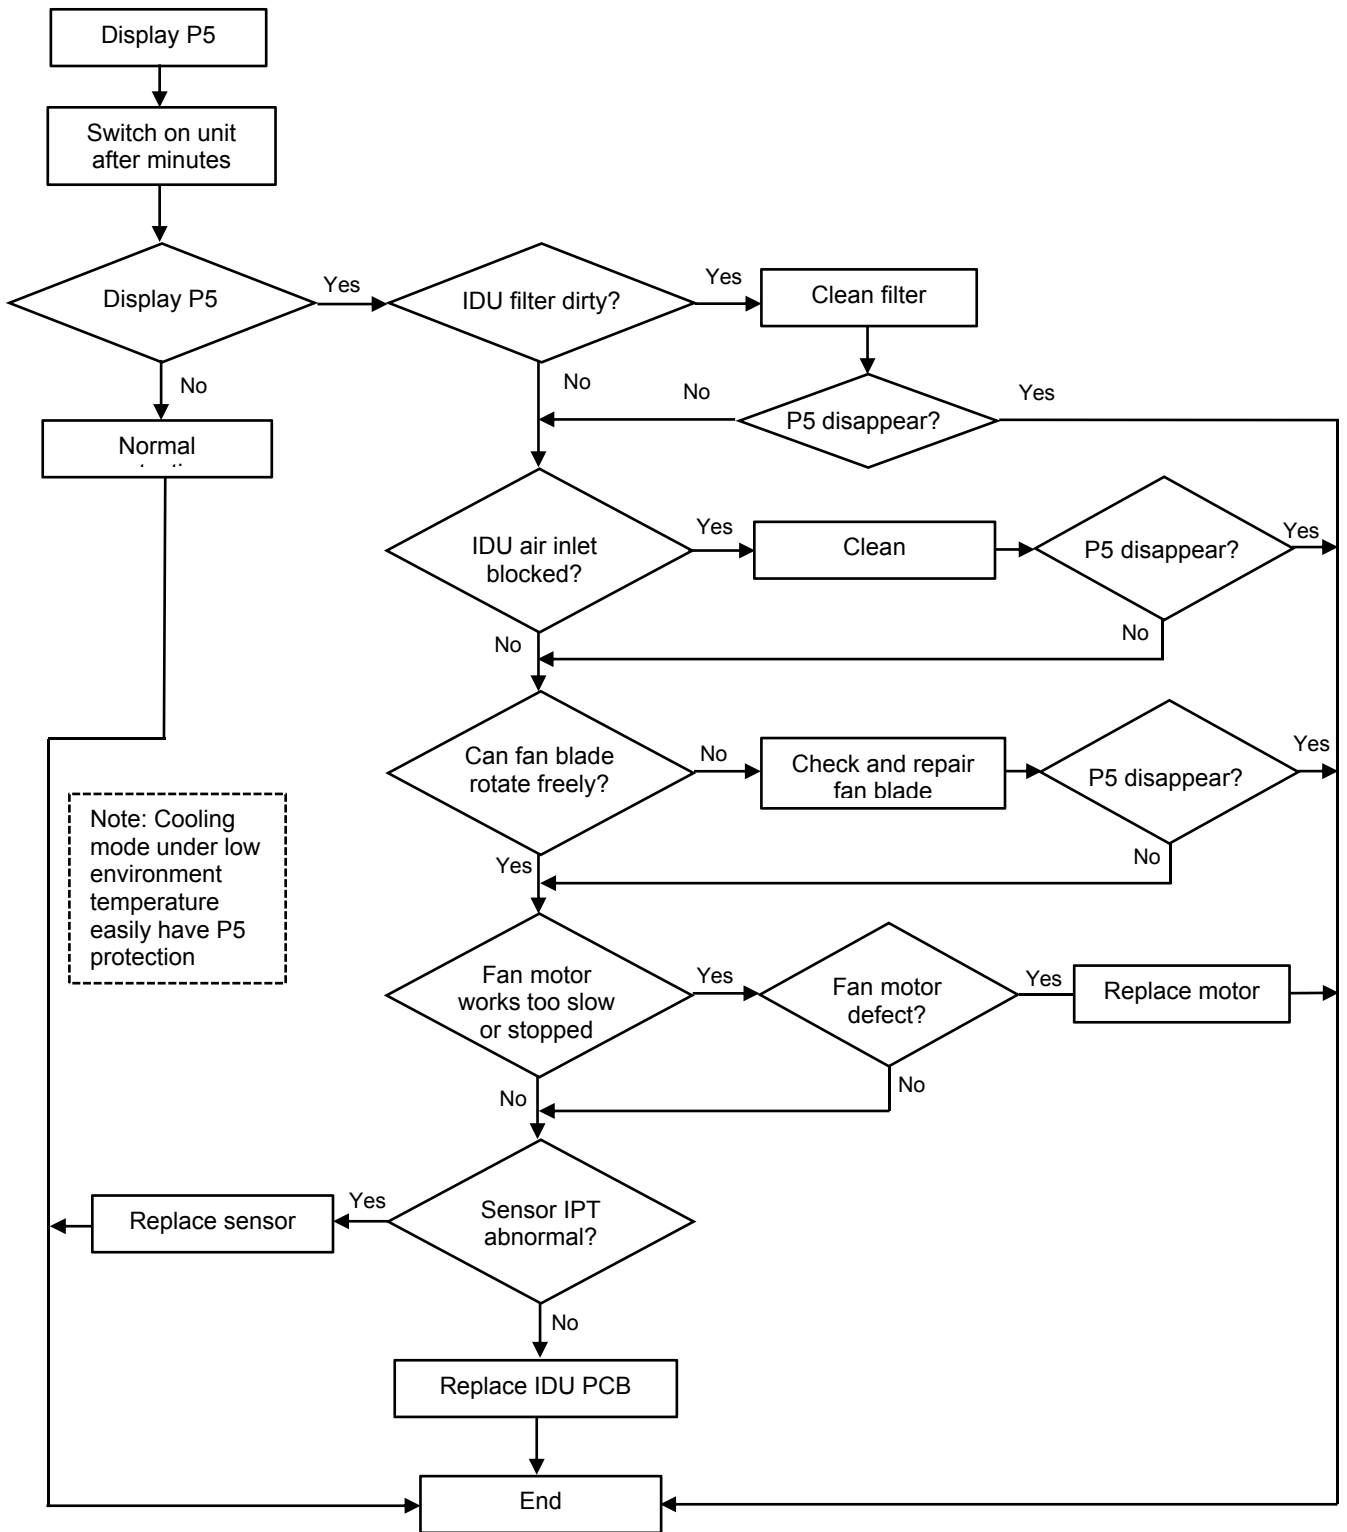 Display P5
Switch on unit
after minutes
Display P5
Yes
IDU filter dirty?
Yes
Clean filter
No
No
No
Yes
P5 disappear?
Normal
IDU air inlet
blocked?
Yes
Clean
P5 disappear?
Yes
No
No
Can fan blade
rotate freely?
No
Check and repair
fan blade
P5 disappear?
Yes
Note: Cooling
mode under low
environment
temperature
easily have P5
protection
Yes
No
Fan motor
works too slow
or stopped
Yes
Fan motor
defect?
Yes
Replace motor
No
No
Replace sensor
Yes
Sensor IPT
abnormal?
No
Replace IDU PCB
End